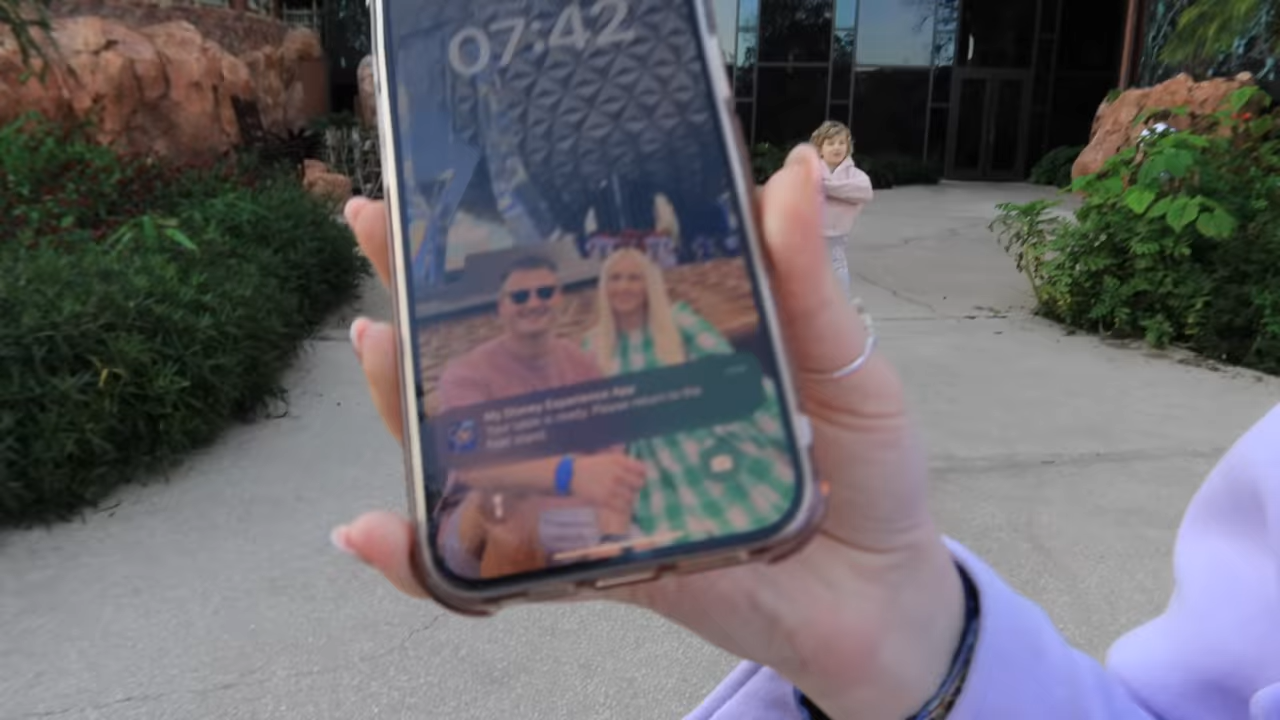 07:42
My Disney Experience App
Your table is ready. Please return to the
host stand.